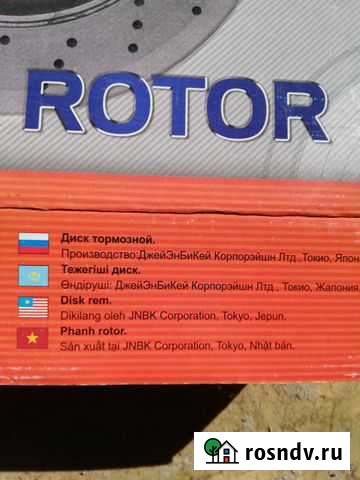 ROTOR
Диск тормозной.
Производство:ДжейЭнБиКей Корпорэйшн Лтд.,Токио, Япона
Тежегіші диск.
Өндіруші: ДжейЭнБиКей Корпорэйшн Лтд., Токио, Жапония
Disk rem.
Dikilang oleh JNBK Corporation, Tokyo, Jepun.
Phanh rotor.
Sản xuất tại JNBK Corporation, Tokyo, Nhật bản.
rosndv.ru